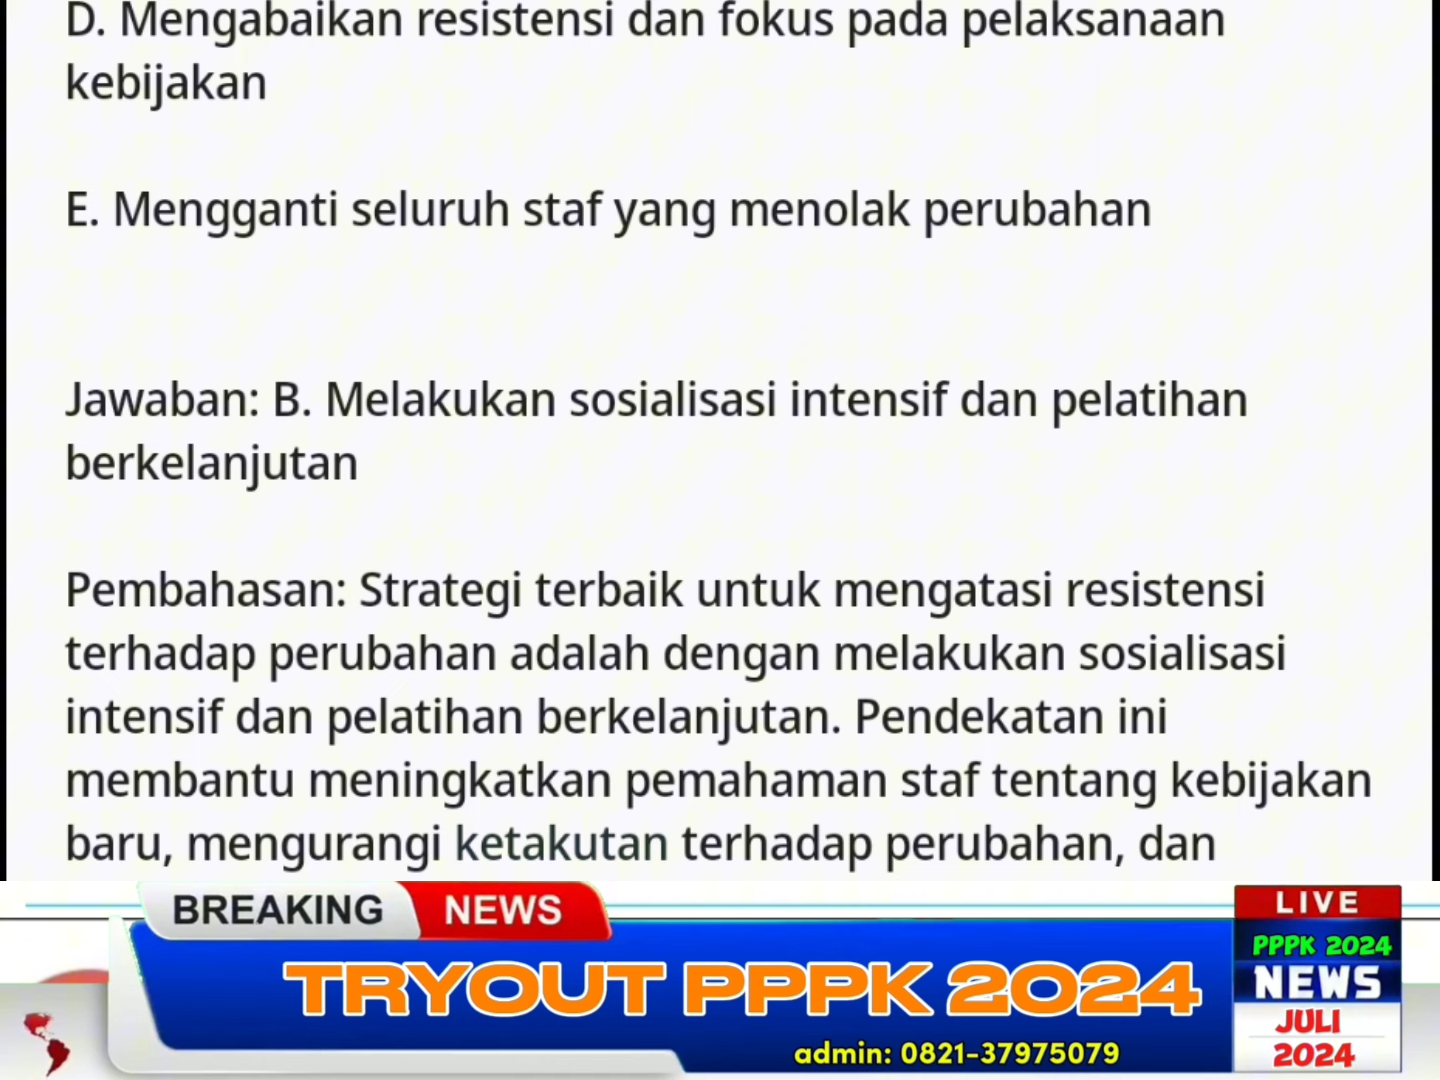 D. Mengabaikan resistensi dan fokus pada pelaksanaan
kebijakan
E. Mengganti seluruh staf yang menolak perubahan
Jawaban: B. Melakukan sosialisasi intensif dan pelatihan
berkelanjutan
Pembahasan: Strategi terbaik untuk mengatasi resistensi
terhadap perubahan adalah dengan melakukan sosialisasi
intensif dan pelatihan berkelanjutan. Pendekatan ini
membantu meningkatkan pemahaman staf tentang kebijakan
baru, mengurangi ketakutan terhadap perubahan, dan
BREAKING NEWS
TRYOUT PPPK 2024
admin: 0821-37975079
LIVE
PPPK 2024
NEWS
JULI
2024